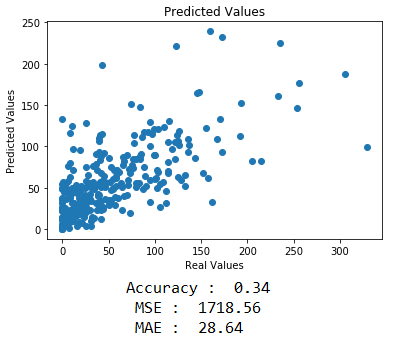 Predicted Values
250
200
150
100
50
0
Predicted Values
0 50 100 150 200 250 300
Real Values
Accuracy : 0.34
MSE : 1718.56
MAE : 28.64